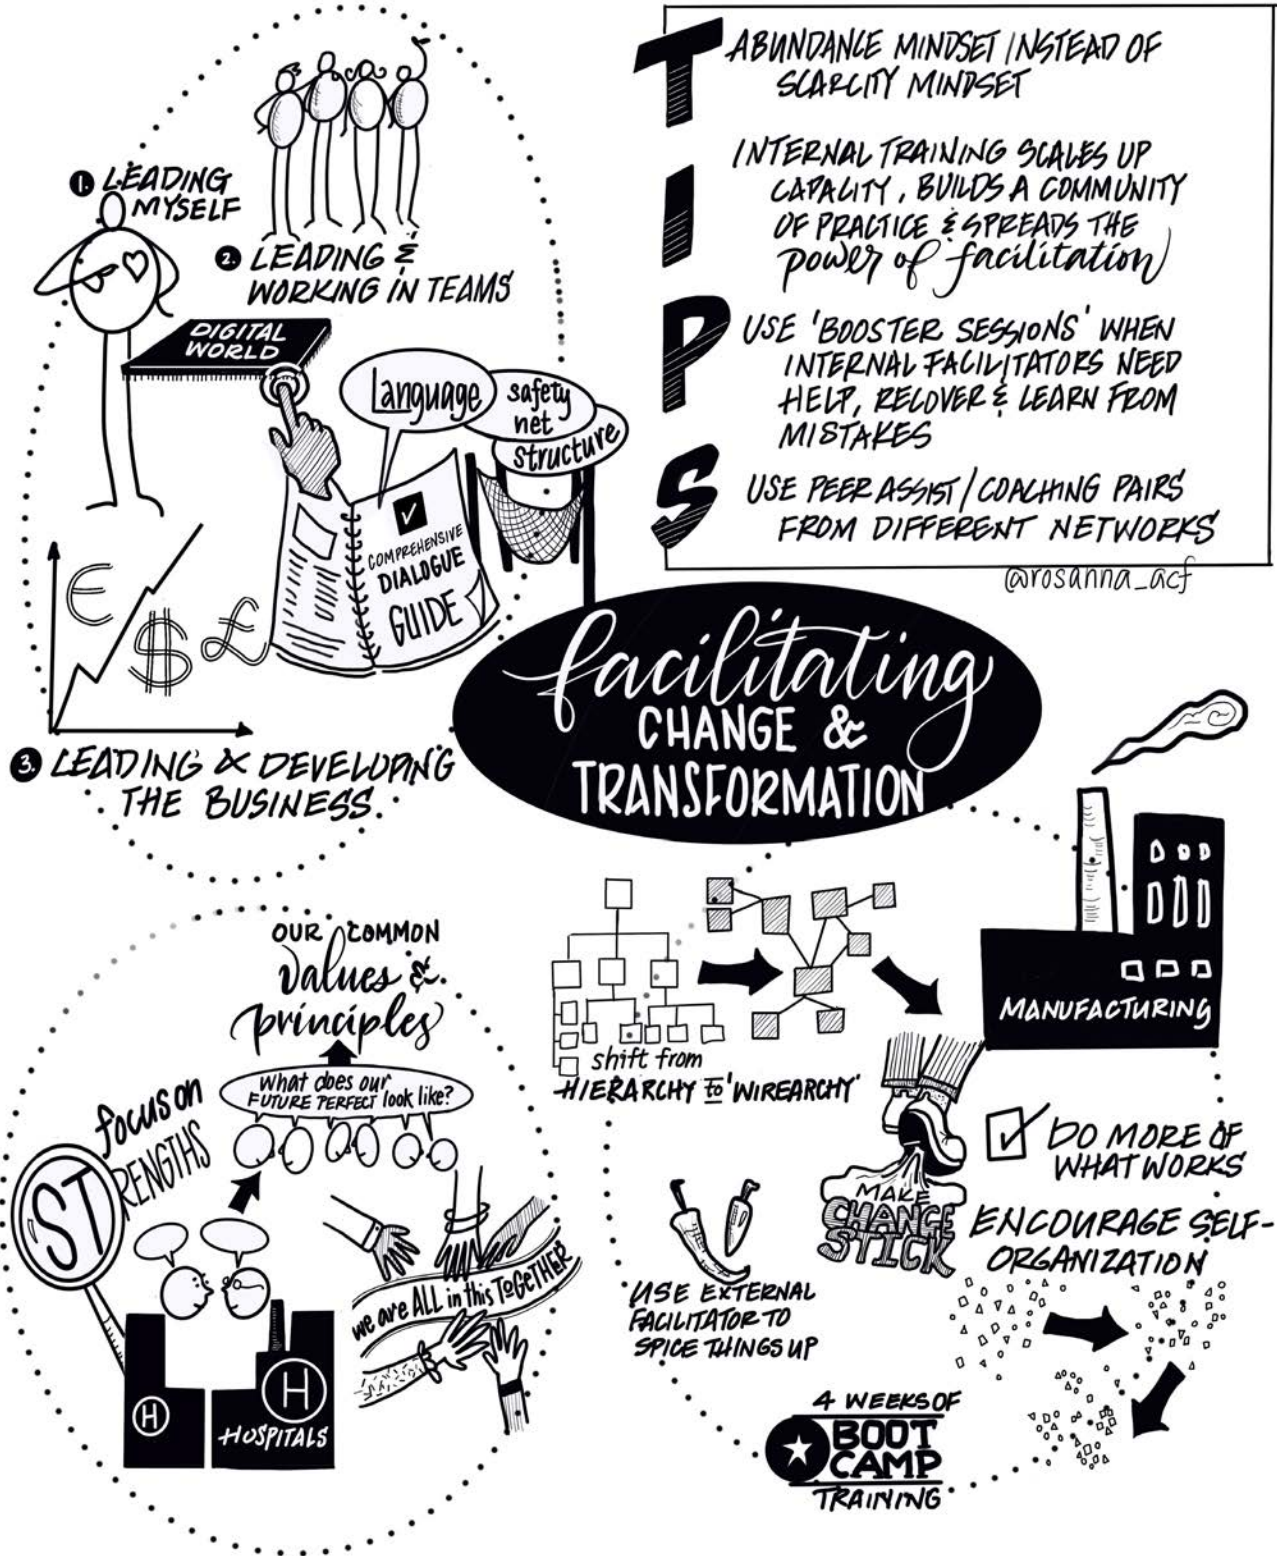 1. LEADING
MYSELF
2. LEADING &
WORKING IN TEAMS
DIGITAL
WORLD
Language
safety
net
structure
COMPREHENSIVE
DIALOGUE
GUIDE
€
$
£
3. LEADING & DEVELOPING
THE BUSINESS
TIPS
ABUNDANCE MINDSET INSTEAD OF
SCARCITY MINDSET
INTERNAL TRAINING SCALES UP
CAPACITY, BUILDS A COMMUNITY
OF PRACTICE & SPREADS THE
power of facilitation
USE 'BOOSTER SESSIONS' WHEN
INTERNAL FACILITATORS NEED
HELP, RECOVER & LEARN FROM
MISTAKES
USE PEER ASSIST/COACHING PAIRS
FROM DIFFERENT NETWORKS
@rosanna_acf
facilitating
CHANGE &
TRANSFORMATION
OUR COMMON
values &
principles
What does our
FUTURE PERFECT look like?
focus on
STRENGTHS
we are ALL in this ToGeTHER
H
H
HOSPITALS
shift from
HIERARCHY to 'WIREARCHY'
MANUFACTURING
DO MORE OF
WHAT WORKS
MAKE
CHANGE
STICK
ENCOURAGE SELF-
ORGANIZATION
USE EXTERNAL
FACILITATOR TO
SPICE THINGS UP
4 WEEKS OF
BOOT
CAMP
TRAINING